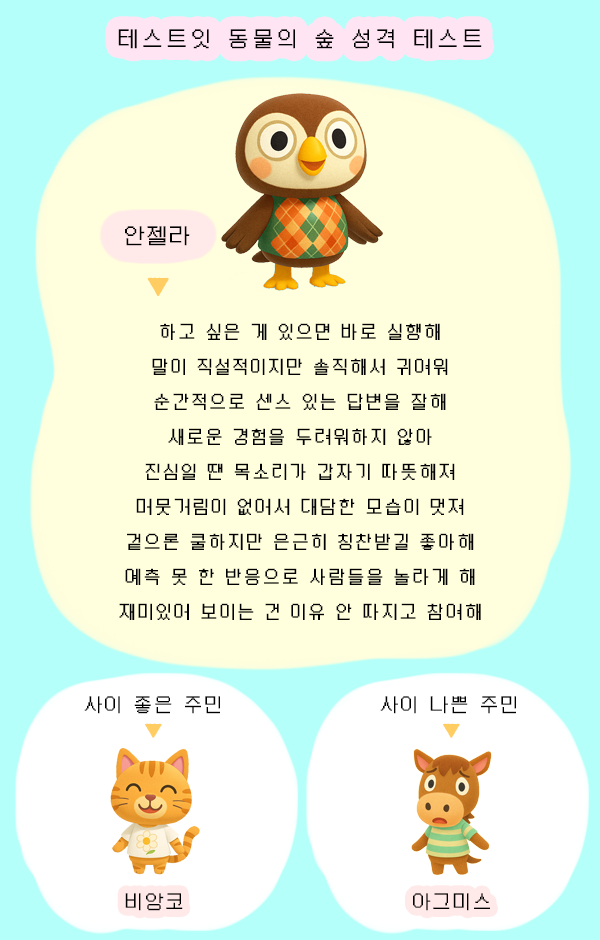 테스트잇 동물의 숲 성격 테스트
안젤라
하고 싶은 게 있으면 바로 실행해
말이 직설적이지만 솔직해서 귀여워
순간적으로 센스 있는 답변을 잘해
새로운 경험을 두려워하지 않아
진심일 땐 목소리가 갑자기 따뜻해져
머뭇거림이 없어서 대담한 모습이 멋져
겉으론 쿨하지만 은근히 칭찬받길 좋아해
예측 못 한 반응으로 사람들을 놀라게 해
재미있어 보이는 건 이유 안 따지고 참여해
사이 좋은 주민
사이 나쁜 주민
비앙코
아그미스